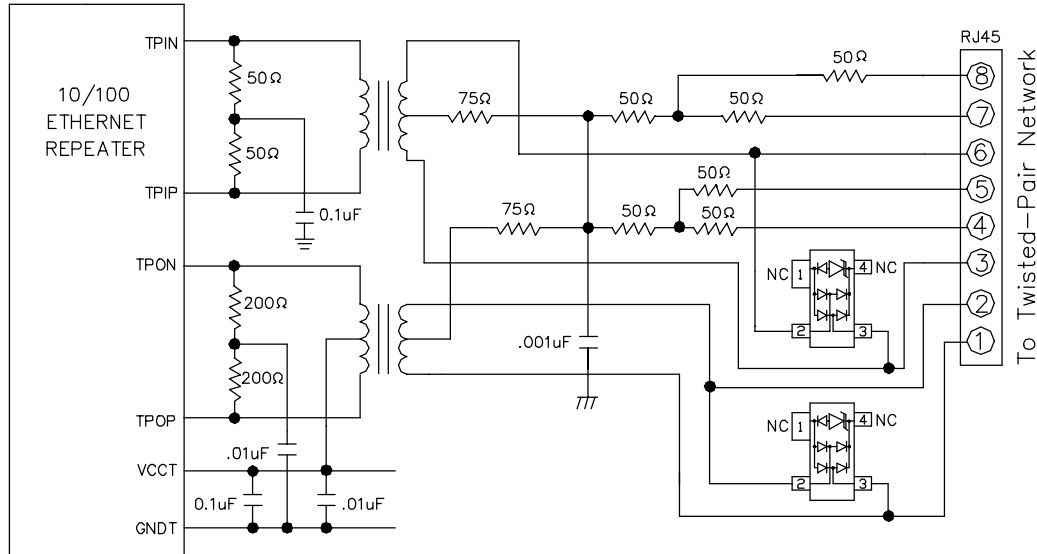 10/100
ETHERNET
REPEATER
TPIN
TPIP
TPON
TPOP
VCCT
GNDT
50Ω
50Ω
0.1uF
200Ω
200Ω
.01uF
0.1uF
.01uF
75Ω
75Ω
50Ω
50Ω
50Ω
50Ω
50Ω
50Ω
.001uF
NC 1
4 NC
2
3
NC 1
4 NC
2
3
RJ45
8
7
6
5
4
3
2
1
To Twisted-Pair Network